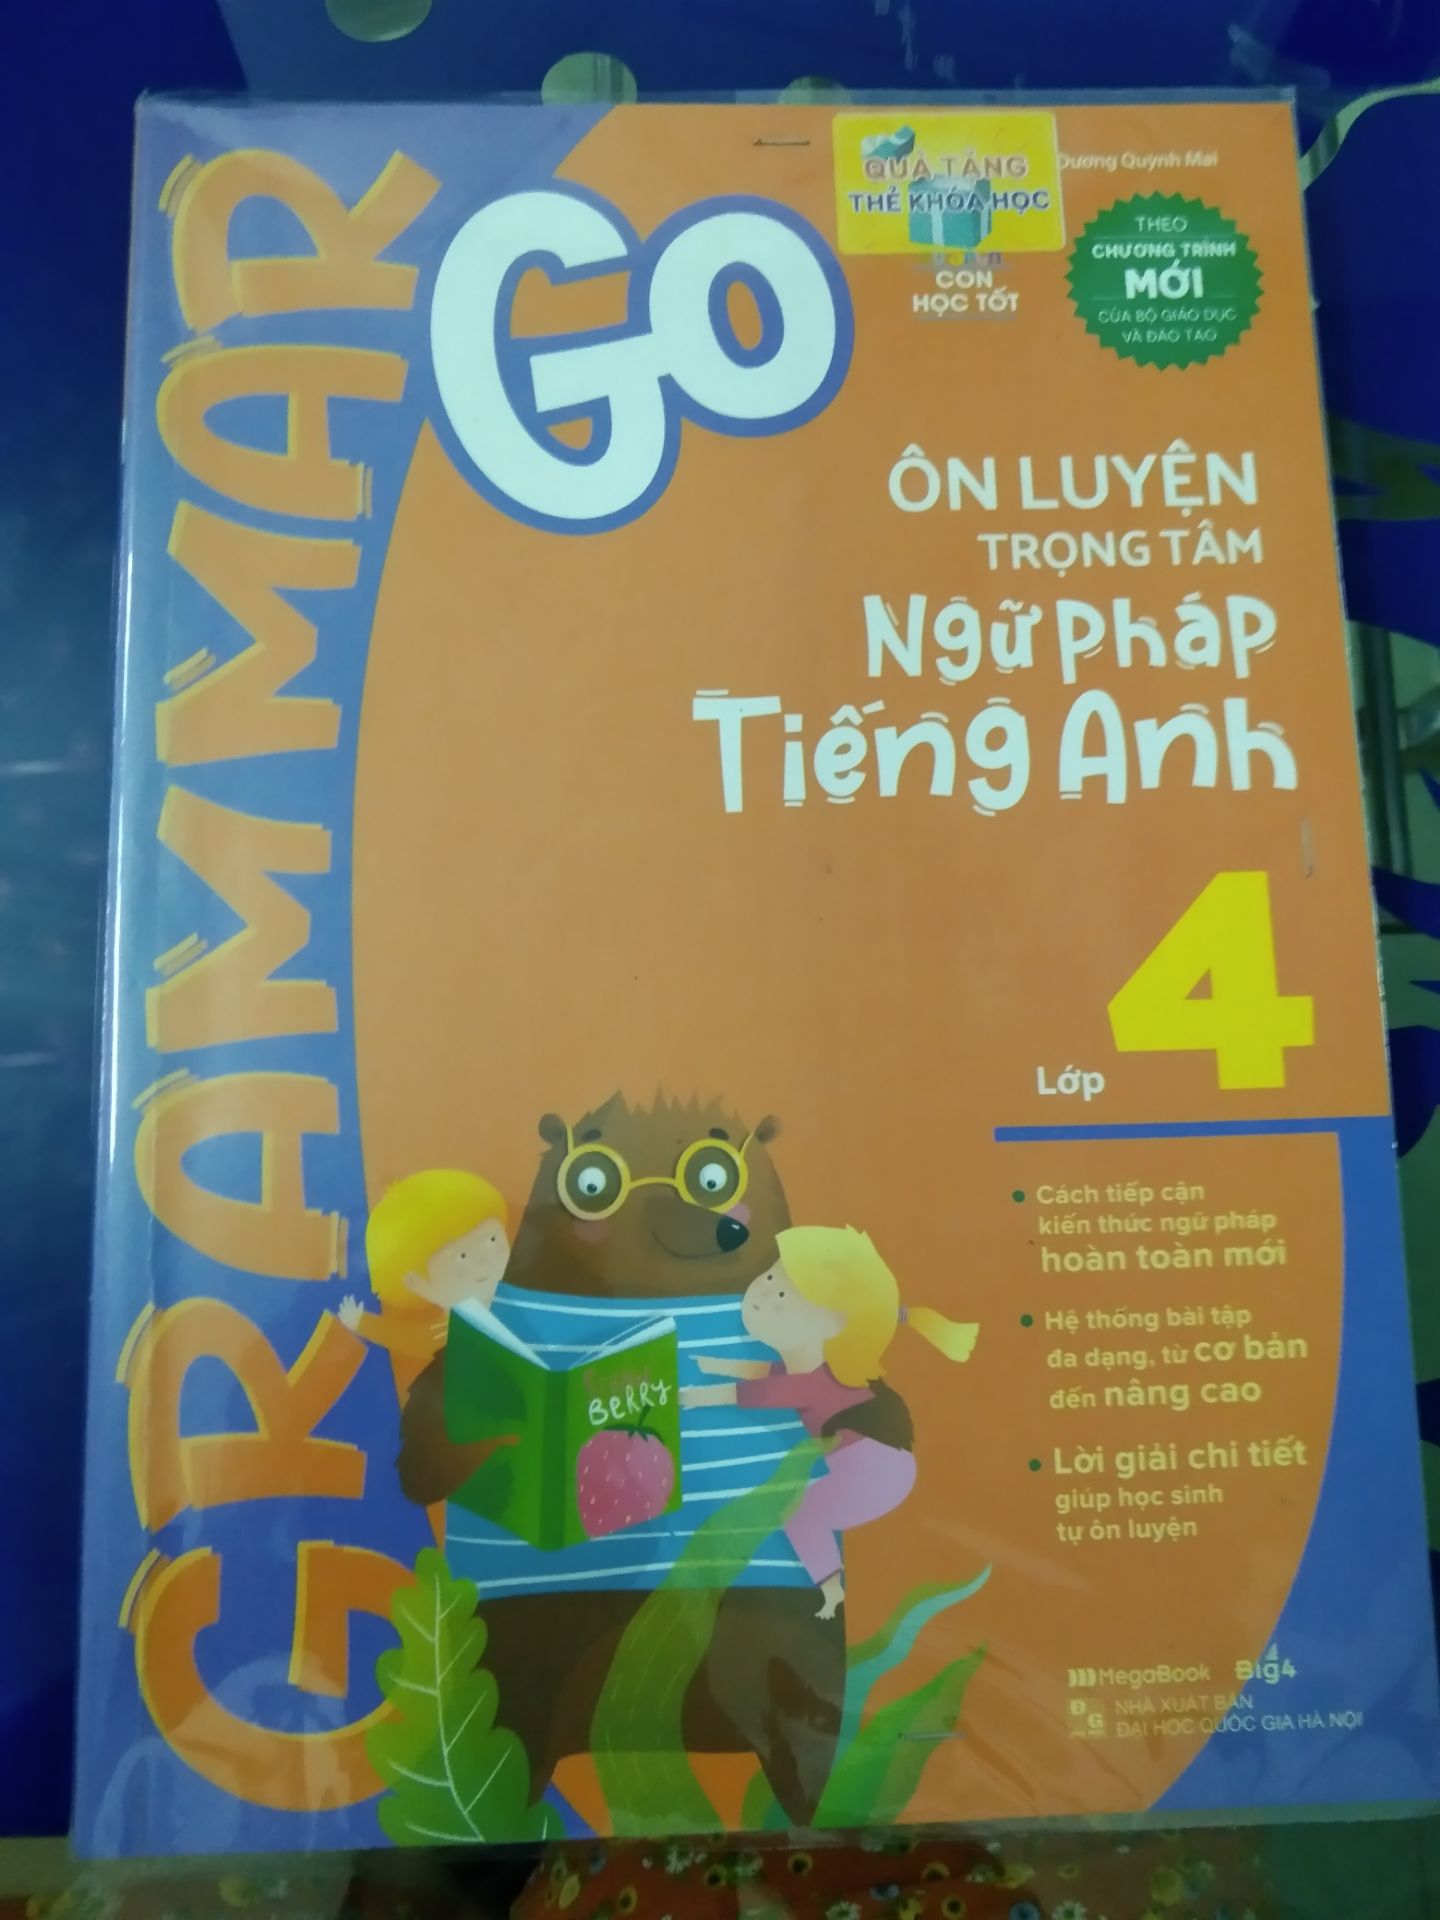 GRAMMAR
GO
QUÀ TẶNG
THẺ KHÓA HỌC
Dương Quỳnh Mai
CON
HỌC TỐT
THEO
CHƯƠNG TRÌNH
MỚI
CỦA BỘ GIÁO DỤC
VÀ ĐÀO TẠO
ÔN LUYỆN
TRỌNG TÂM
Ngữ pháp
Tiếng Anh
Lớp 4
• Cách tiếp cận
kiến thức ngữ pháp
hoàn toàn mới
• Hệ thống bài tập
đa dạng, từ cơ bản
đến nâng cao
• Lời giải chi tiết
giúp học sinh
tự ôn luyện
BERRY
MegaBook Big4
ĐG NHÀ XUẤT BẢN
ĐẠI HỌC QUỐC GIA HÀ NỘI